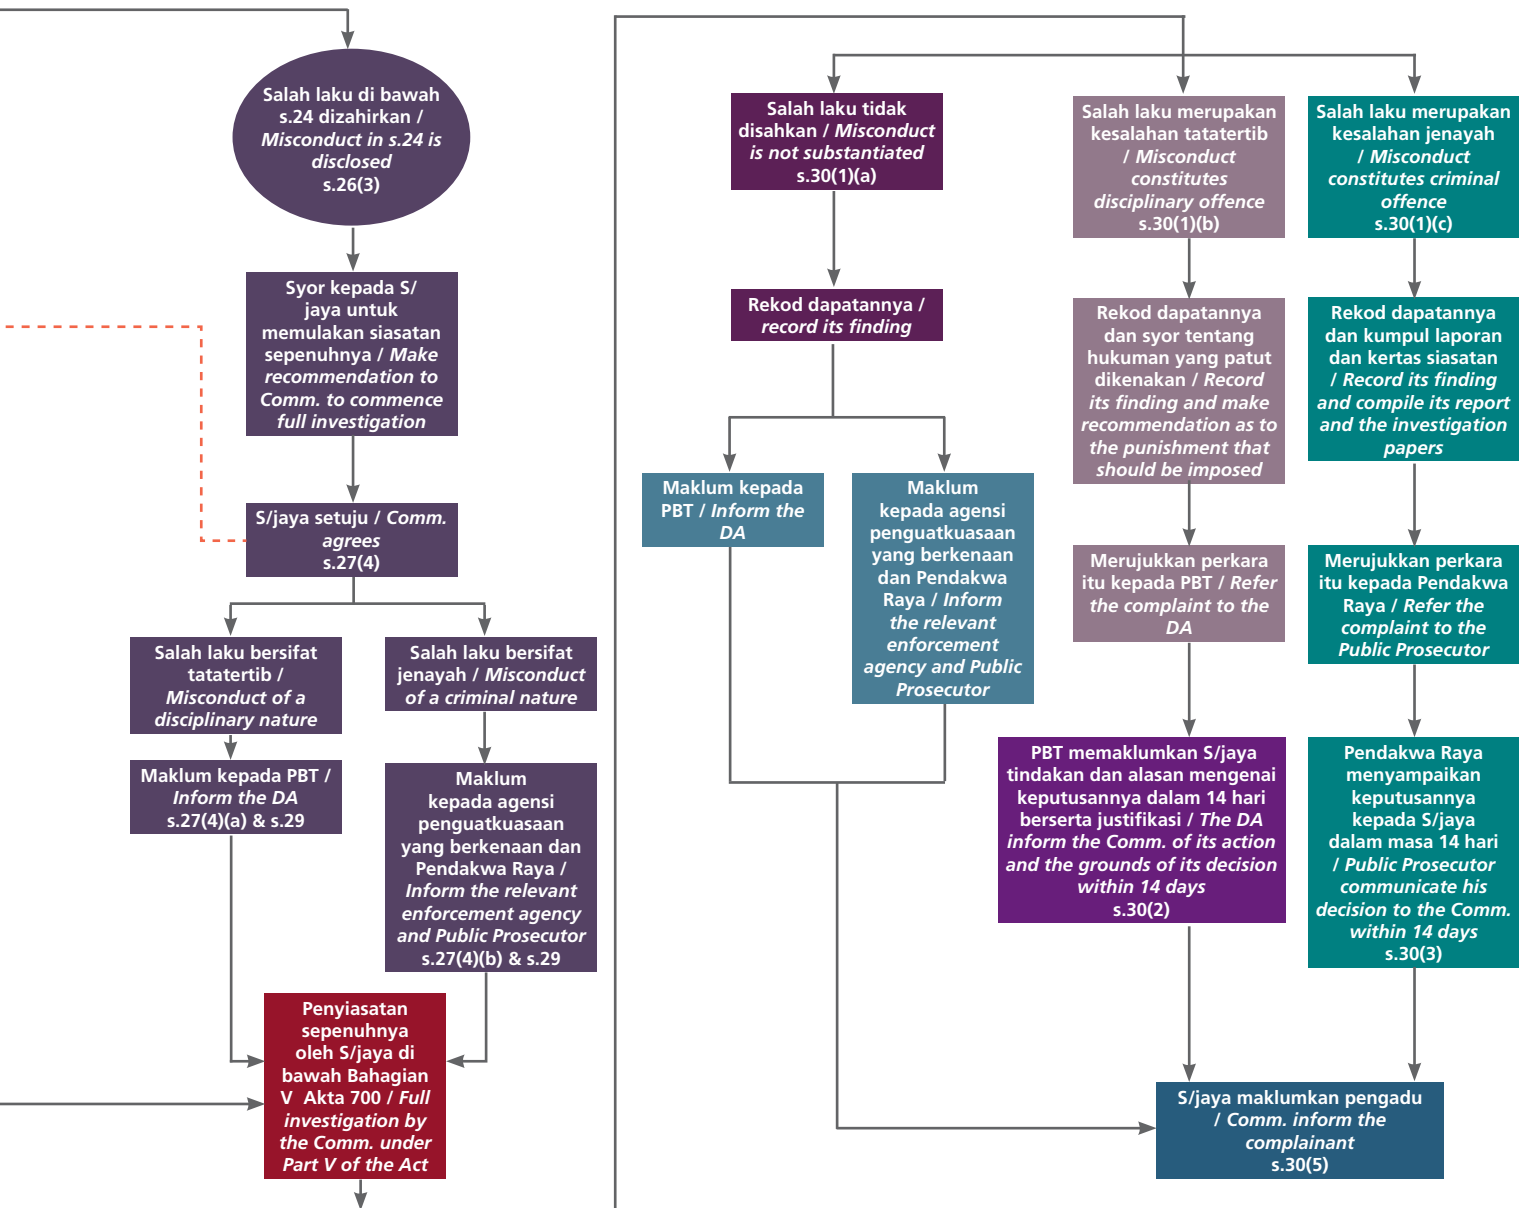 Salah laku di bawah
s.24 dizahirkan /
Misconduct in s.24 is
disclosed
s.26(3)
Syor kepada S/
jaya untuk
memulakan siasatan
sepenuhnya / Make
recommendation to
Comm. to commence
full investigation
S/jaya setuju / Comm.
agrees
s.27(4)
Salah laku bersifat
tatatertib /
Misconduct of a
disciplinary nature
Salah laku bersifat
jenayah / Misconduct
of a criminal nature
Maklum kepada PBT /
Inform the DA
s.27(4)(a) & s.29
Maklum
kepada agensi
penguatkuasaan
yang berkenaan dan
Pendakwa Raya /
Inform the relevant
enforcement agency
and Public Prosecutor
s.27(4)(b) & s.29
Penyiasatan
sepenuhnya
oleh S/jaya di
bawah Bahagian
V Akta 700 / Full
investigation by
the Comm. under
Part V of the Act
Salah laku tidak
disahkan / Misconduct
is not substantiated
s.30(1)(a)
Rekod dapatannya /
record its finding
Maklum kepada
PBT / Inform the
DA
Maklum
kepada agensi
penguatkuasaan
yang berkenaan
dan Pendakwa
Raya / Inform
the relevant
enforcement
agency and Public
Prosecutor
Salah laku merupakan
kesalahan tatatertib
/ Misconduct
constitutes
disciplinary offence
s.30(1)(b)
Rekod dapatannya
dan syor tentang
hukuman yang patut
dikenakan / Record
its finding and make
recommendation as to
the punishment that
should be imposed
Merujukkan perkara
itu kepada PBT / Refer
the complaint to the
DA
PBT memaklumkan S/jaya
tindakan dan alasan mengenai
keputusannya dalam 14 hari
berserta justifikasi / The DA
inform the Comm. of its action
and the grounds of its decision
within 14 days
s.30(2)
Salah laku merupakan
kesalahan jenayah
/ Misconduct
constitutes criminal
offence
s.30(1)(c)
Rekod dapatannya
dan kumpul laporan
dan kertas siasatan
/ Record its finding
and compile its report
and the investigation
papers
Merujukkan perkara
itu kepada Pendakwa
Raya / Refer the
complaint to the
Public Prosecutor
Pendakwa Raya
menyampaikan
keputusannya
kepada S/jaya
dalam masa 14 hari
/ Public Prosecutor
communicate his
decision to the Comm.
within 14 days
s.30(3)
S/jaya maklumkan pengadu
/ Comm. inform the
complainant
s.30(5)